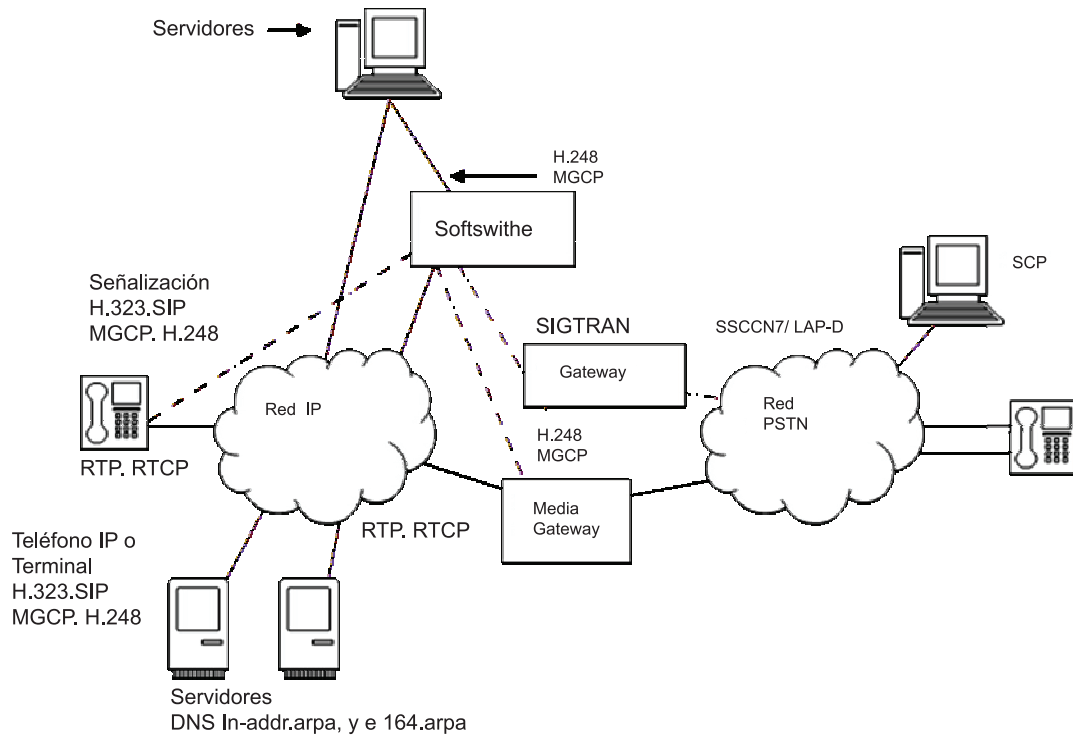 Servidores
H.248
MGCP
Softswithe
SCP
Señalización
H.323.SIP
MGCP. H.248
SIGTRAN
SSCCN7/ LAP-D
Gateway
Red IP
Red
PSTN
H.248
MGCP
RTP. RTCP
Media
Gateway
RTP. RTCP
Teléfono IP o
Terminal
H.323.SIP
MGCP. H.248
Servidores
DNS In-addr.arpa, y e 164.arpa